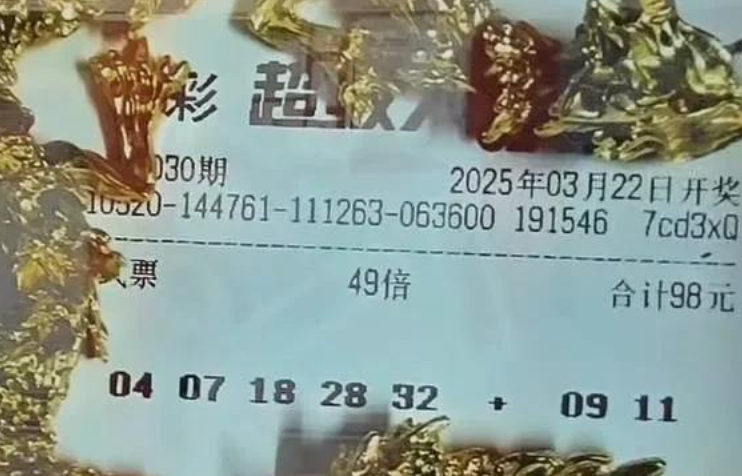 彩 超级
030期 2025年03月22日开奖
10520-144761-111263-063600 191546 7cd3xQ
式票 49倍 合计98元
04 07 18 28 32 + 09 11